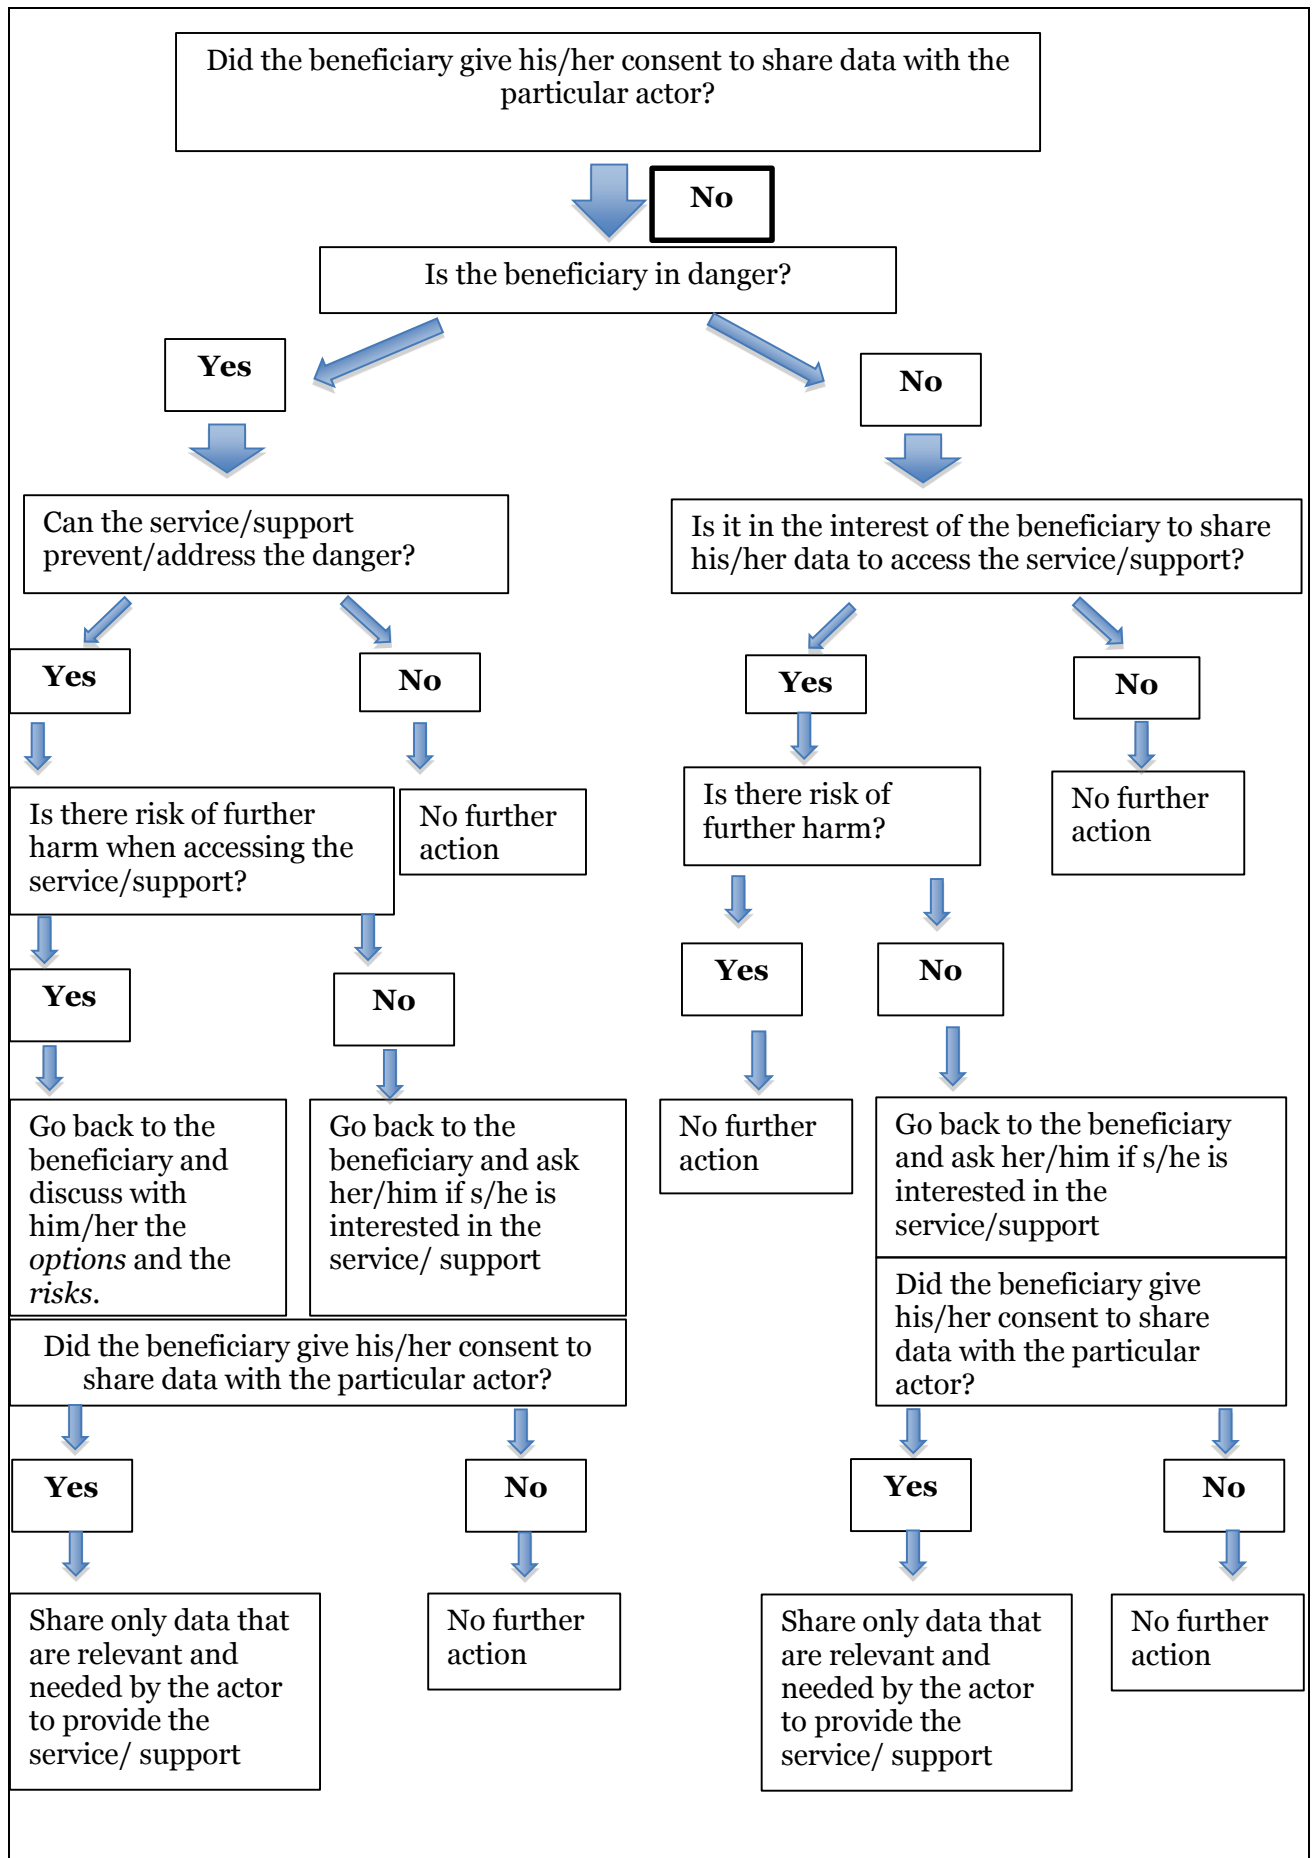 Did the beneficiary give his/her consent to share data with the
particular actor?
No
Is the beneficiary in danger?
Yes
No
Can the service/support
prevent/address the danger?
Is it in the interest of the beneficiary to share
his/her data to access the service/support?
Yes
No
Yes
No
Is there risk of further
harm when accessing the
service/support?
No further
action
Is there risk of
further harm?
No further
action
Yes
No
Yes
No
Go back to the
beneficiary and
discuss with
him/her the
options and the
risks.
Go back to the
beneficiary and ask
her/him if s/he is
interested in the
service/ support
No further
action
Go back to the beneficiary
and ask her/him if s/he is
interested in the
service/support
Did the beneficiary give his/her consent to
share data with the particular actor?
Did the beneficiary give
his/her consent to share
data with the particular
actor?
Yes
No
Yes
No
Share only data that
are relevant and
needed by the actor
to provide the
service/ support
No further
action
Share only data that
are relevant and
needed by the actor
to provide the
service/ support
No further
action